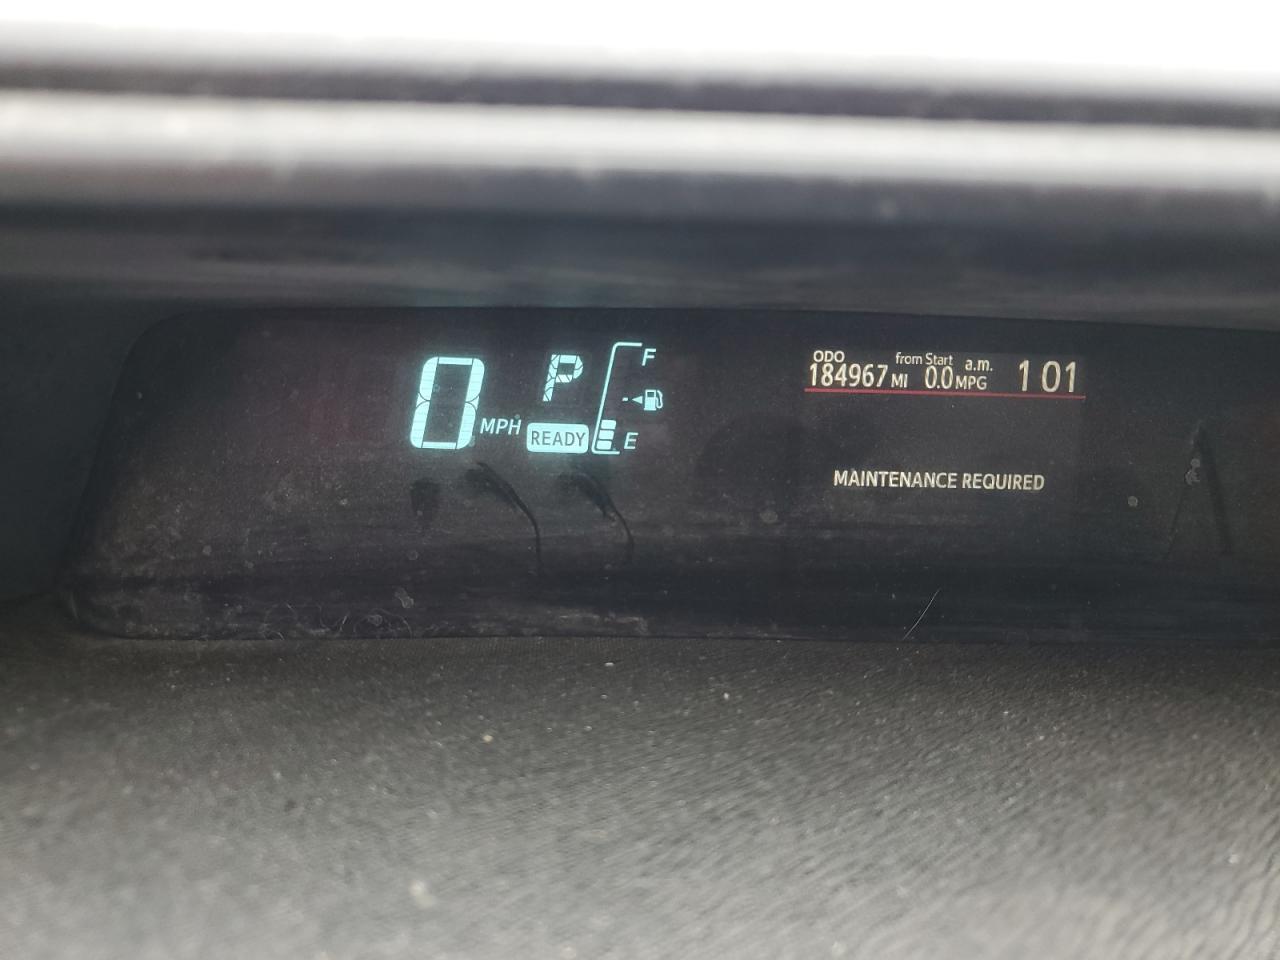 0 MPH
P
READY
F
E
ODO from Start a.m.
184967 MI 0.0 MPG 1 01
MAINTENANCE REQUIRED